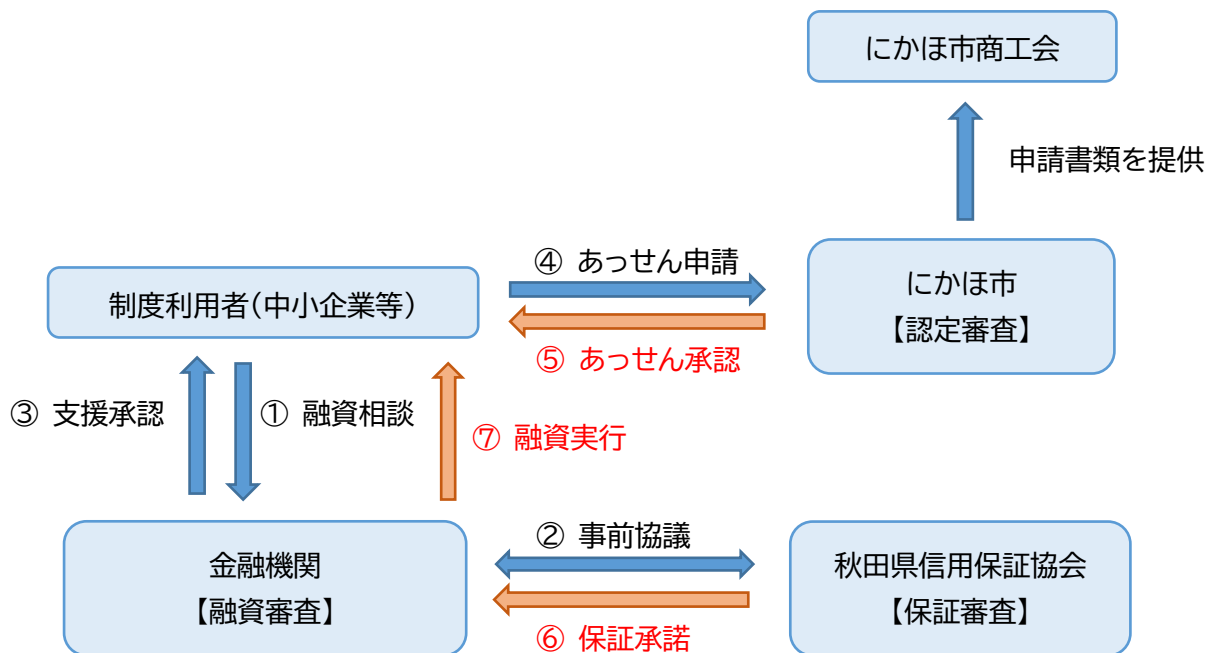 にかほ市商工会
申請書類を提供
④ あっせん申請
制度利用者(中小企業等)
にかほ市
【認定審査】
⑤ あっせん承認
③ 支援承認
① 融資相談
⑦ 融資実行
② 事前協議
金融機関
【融資審査】
秋田県信用保証協会
【保証審査】
⑥ 保証承諾